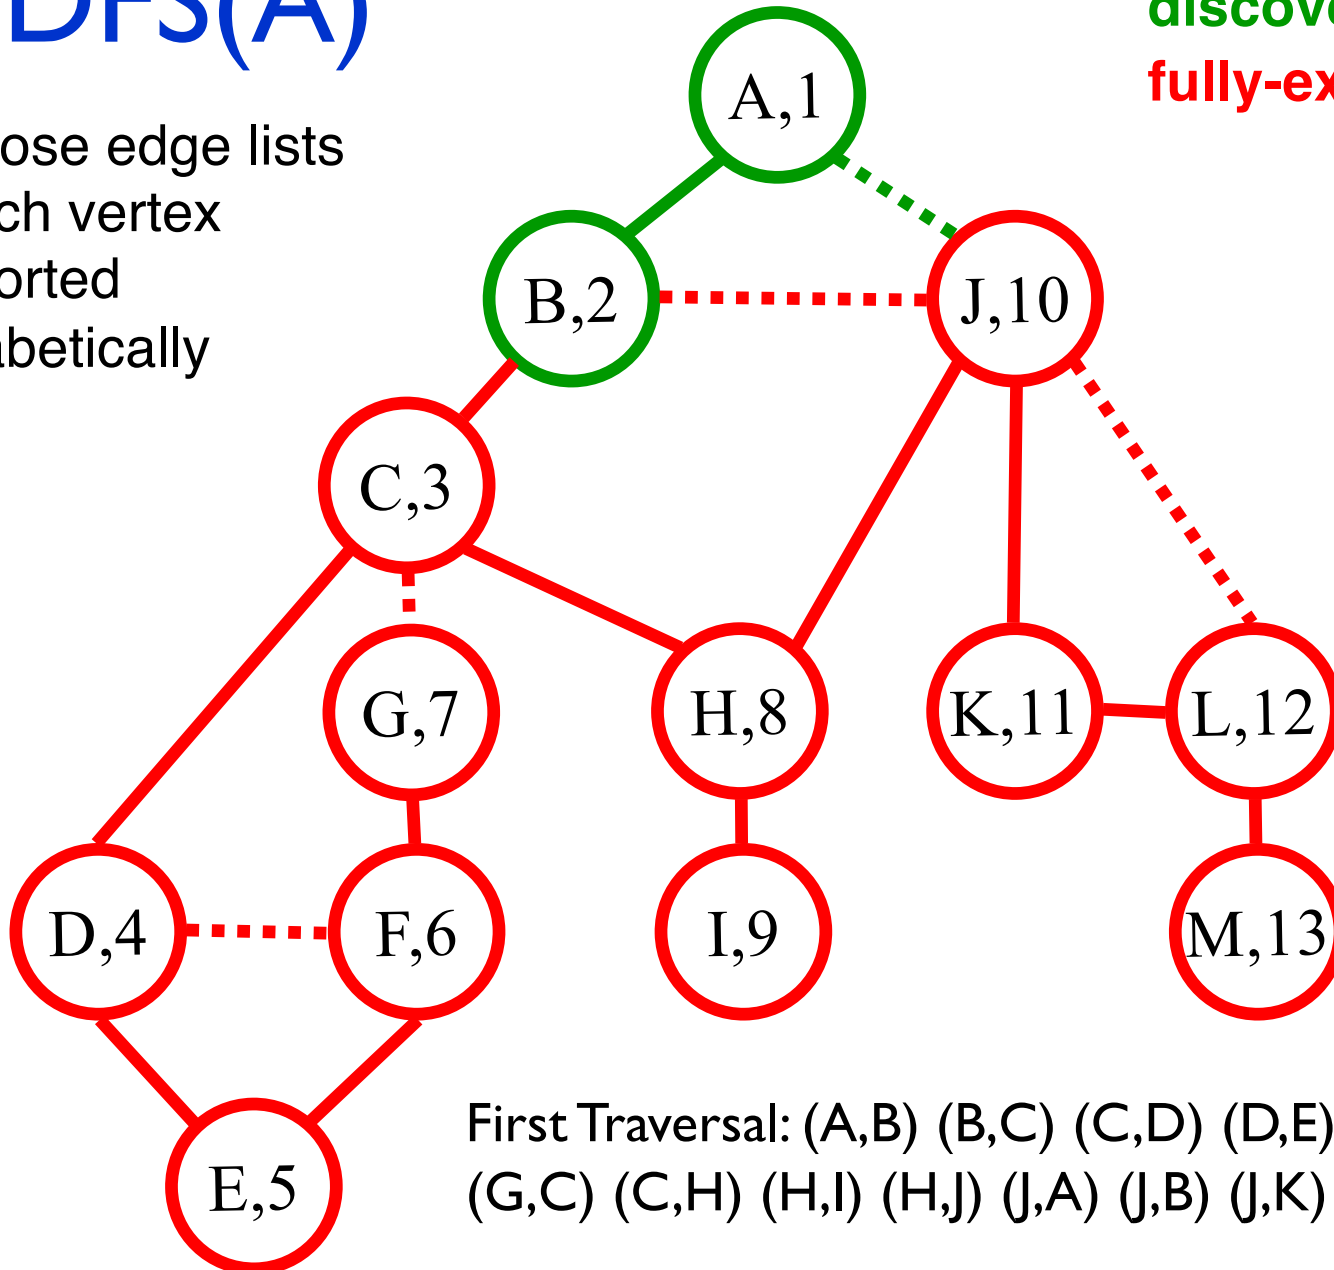 DFS(A)
discove
fully-ex
ose edge lists
ch vertex
orted
abetically
A,1
B,2
J,10
C,3
G,7
H,8
K,11
L,12
D,4
F,6
I,9
M,13
E,5
First Traversal: (A,B) (B,C) (C,D) (D,E)
(G,C) (C,H) (H,I) (H,J) (J,A) (J,B) (J,K)